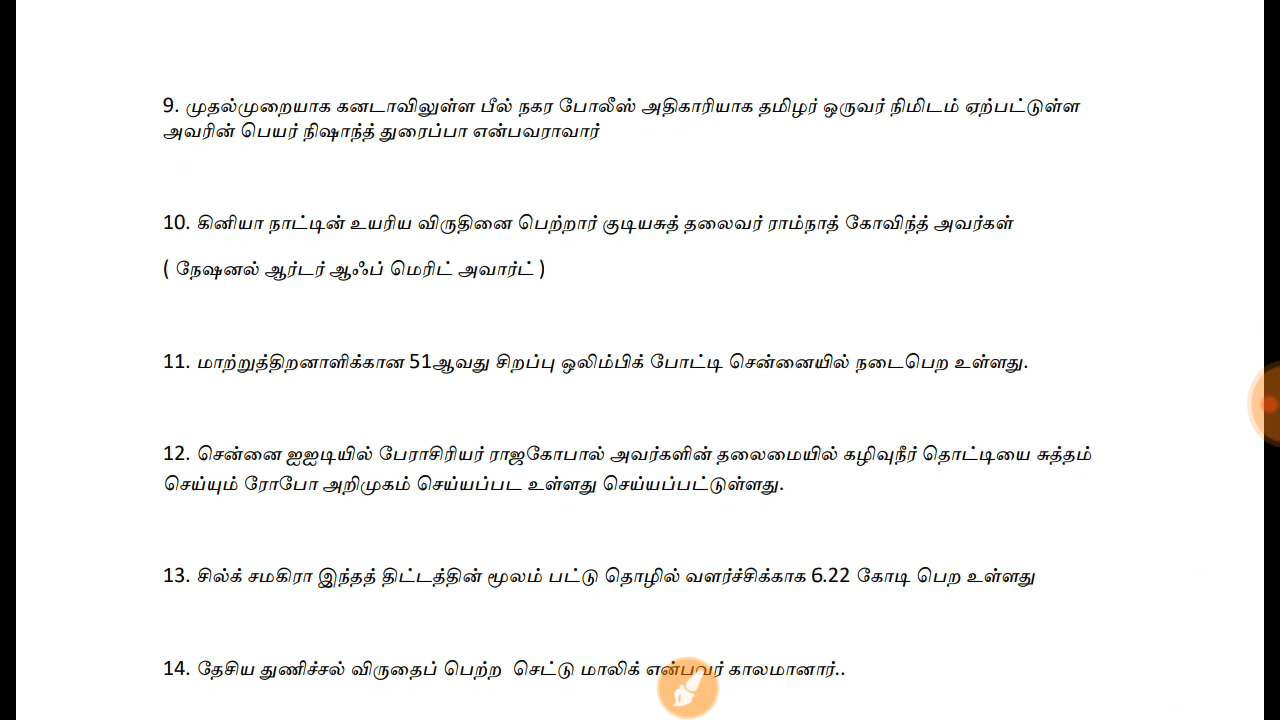 9. முதல்முறையாக கனடாவிலுள்ள பீல் நகர போலீஸ் அதிகாரியாக தமிழர் ஒருவர் நிமிடம் ஏற்பட்டுள்ள
அவரின் பெயர் நிஷாந்த் துரைப்பா என்பவராவார்
10. கினியா நாட்டின் உயரிய விருதினை பெற்றார் குடியசுத் தலைவர் ராம்நாத் கோவிந்த் அவர்கள்
( நேஷனல் ஆர்டர் ஆஃப் மெரிட் அவார்ட் )
11. மாற்றுத்திறனாளிக்கான 51ஆவது சிறப்பு ஒலிம்பிக் போட்டி சென்னையில் நடைபெற உள்ளது.
12. சென்னை ஐஐடியில் பேராசிரியர் ராஜகோபால் அவர்களின் தலைமையில் கழிவுநீர் தொட்டியை சுத்தம்
செய்யும் ரோபோ அறிமுகம் செய்யப்பட உள்ளது செய்யப்பட்டுள்ளது.
13. சில்க் சமகிரா இந்தத் திட்டத்தின் மூலம் பட்டு தொழில் வளர்ச்சிக்காக 6.22 கோடி பெற உள்ளது
14. தேசிய துணிச்சல் விருதைப் பெற்ற செட்டு மாலிக் என்பவர் காலமானார்..